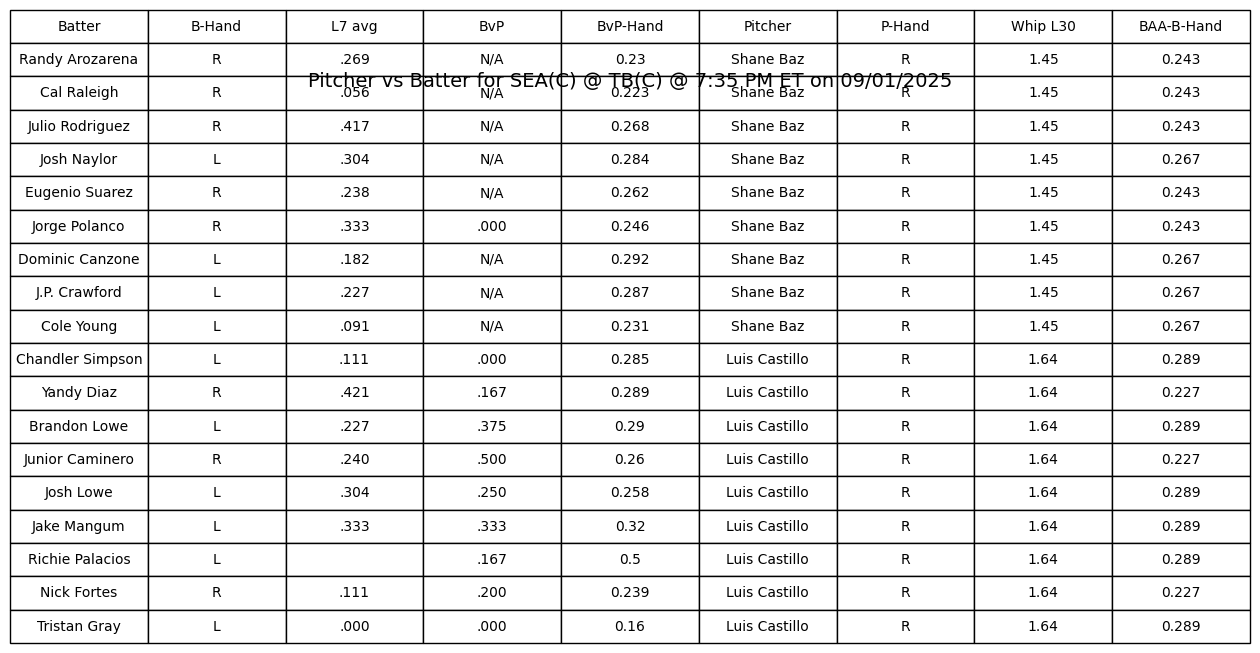 Batter B-Hand L7 avg BvP BvP-Hand Pitcher P-Hand Whip L30 BAA-B-Hand
Randy Arozarena R .269 N/A 0.23 Shane Baz R 1.45 0.243
Pitcher vs Batter for SEA(C) @ TB(C) @ 7:35 PM ET on 09/01/2025
Cal Raleigh R .056 N/A 0.223 Shane Baz R 1.45 0.243
Julio Rodriguez R .417 N/A 0.268 Shane Baz R 1.45 0.243
Josh Naylor L .304 N/A 0.284 Shane Baz R 1.45 0.267
Eugenio Suarez R .238 N/A 0.262 Shane Baz R 1.45 0.243
Jorge Polanco R .333 .000 0.246 Shane Baz R 1.45 0.243
Dominic Canzone L .182 N/A 0.292 Shane Baz R 1.45 0.267
J.P. Crawford L .227 N/A 0.287 Shane Baz R 1.45 0.267
Cole Young L .091 N/A 0.231 Shane Baz R 1.45 0.267
Chandler Simpson L .111 .000 0.285 Luis Castillo R 1.64 0.289
Yandy Diaz R .421 .167 0.289 Luis Castillo R 1.64 0.227
Brandon Lowe L .227 .375 0.29 Luis Castillo R 1.64 0.289
Junior Caminero R .240 .500 0.26 Luis Castillo R 1.64 0.227
Josh Lowe L .304 .250 0.258 Luis Castillo R 1.64 0.289
Jake Mangum L .333 .333 0.32 Luis Castillo R 1.64 0.289
Richie Palacios L .167 0.5 Luis Castillo R 1.64 0.289
Nick Fortes R .111 .200 0.239 Luis Castillo R 1.64 0.227
Tristan Gray L .000 .000 0.16 Luis Castillo R 1.64 0.289